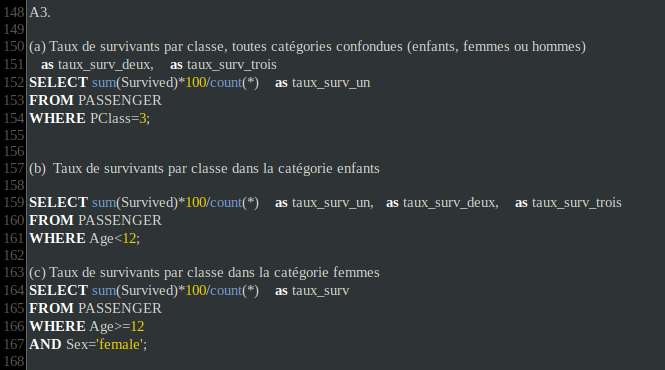 148 A3.
149
150 (a) Taux de survivants par classe, toutes catégories confondues (enfants, femmes ou hommes)
151 as taux_surv_deux, as taux_surv_trois
152 SELECT sum(Survived)*100/count(*) as taux_surv_un
153 FROM PASSENGER
154 WHERE PClass=3;
155
156
157 (b) Taux de survivants par classe dans la catégorie enfants
158
159 SELECT sum(Survived)*100/count(*) as taux_surv_un, as taux_surv_deux, as taux_surv_trois
160 FROM PASSENGER
161 WHERE Age<12;
162
163 (c) Taux de survivants par classe dans la catégorie femmes
164 SELECT sum(Survived)*100/count(*) as taux_surv
165 FROM PASSENGER
166 WHERE Age>=12
167 AND Sex='female';
168